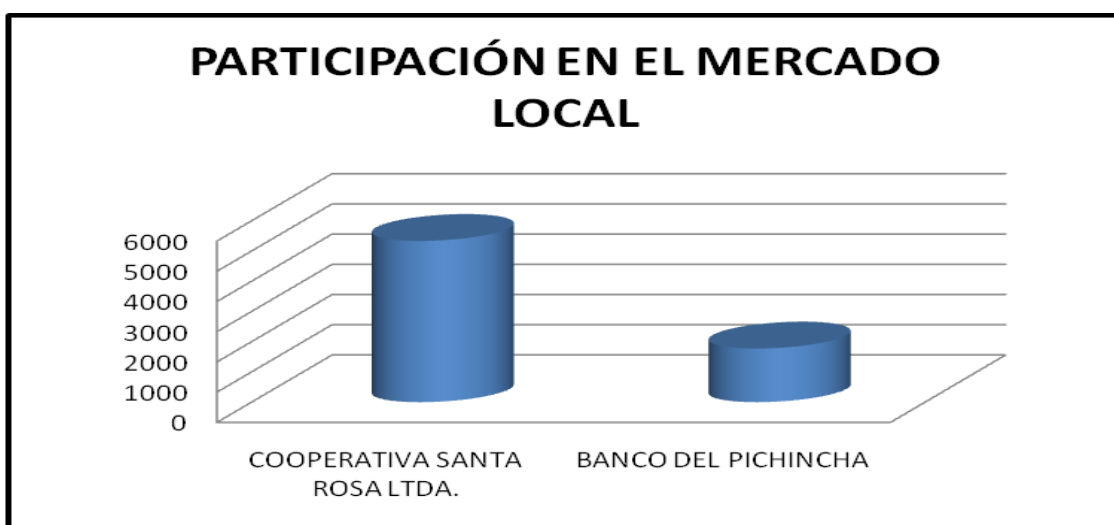 PARTICIPACIÓN EN EL MERCADO
LOCAL
6000
5000
4000
3000
2000
1000
0
COOPERATIVA SANTA
ROSA LTDA.
BANCO DEL PICHINCHA